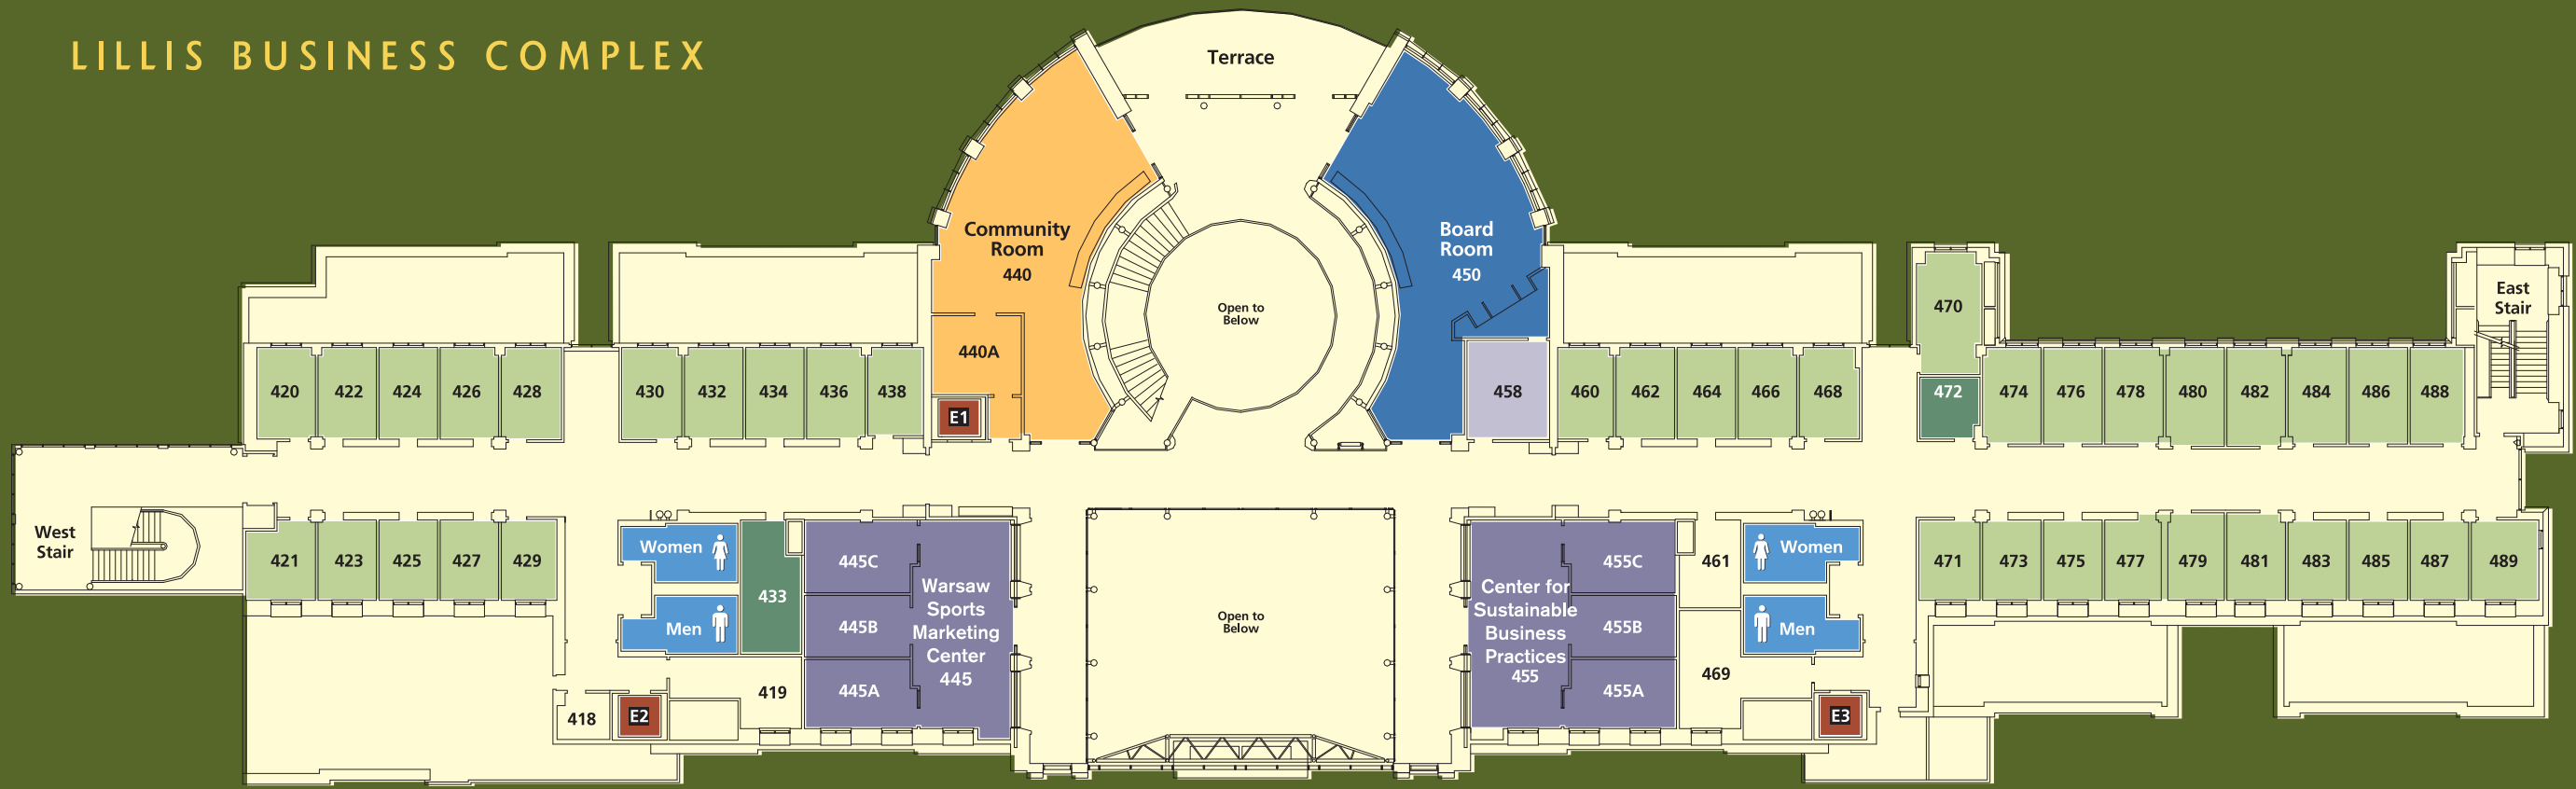 LILLIS BUSINESS COMPLEX
Terrace
Community
Room
440
Board
Room
450
Open to
Below
East
Stair
470
440A
458
E1
420
422
424
426
428
430
432
434
436
438
460
462
464
466
468
472
474
476
478
480
482
484
486
488
West
Stair
421
423
425
427
429
Women
Men
433
445C
445B
445A
Warsaw
Sports
Marketing
Center
445
Open to
Below
Center for
Sustainable
Business
Practices
455
455C
455B
455A
461
469
Women
Men
471
473
475
477
479
481
483
485
487
489
418
E2
419
E3